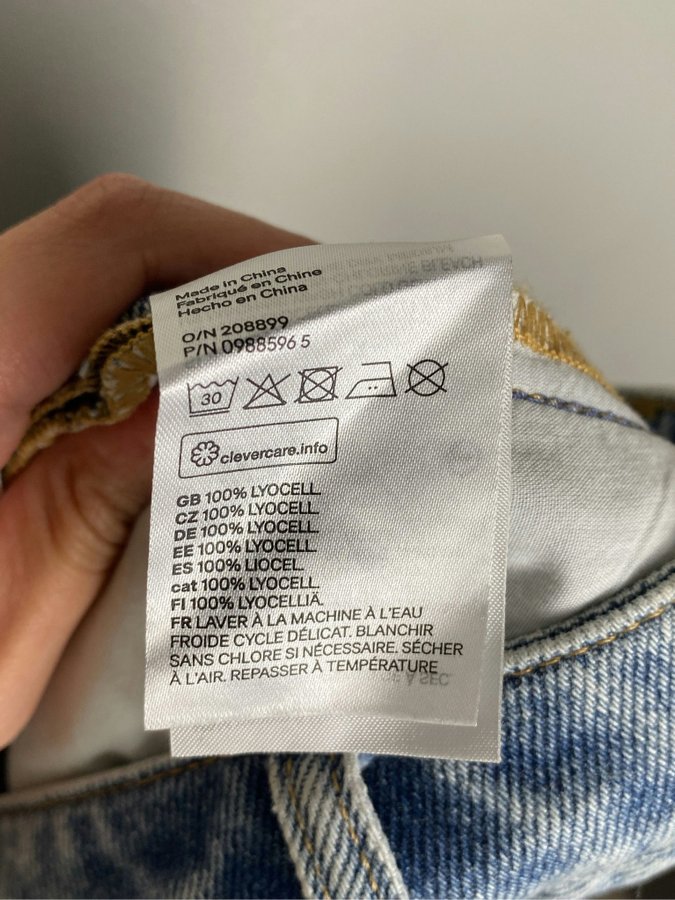 Made in China
Fabriqué en Chine
Hecho en China
O/N 208899
P/N 0988596 5
30
clevercare.info
GB 100% LYOCELL
CZ 100% LYOCELL
DE 100% LYOCELL
EE 100% LYOCELL
ES 100% LIOCEL
cat 100% LYOCELL
FI 100% LYOCELLIÄ
FR LAVER À LA MACHINE À L'EAU
FROIDE CYCLE DÉLICAT. BLANCHIR
SANS CHLORE SI NÉCESSAIRE. SÉCHER
À L'AIR. REPASSER À TEMPÉRATURE